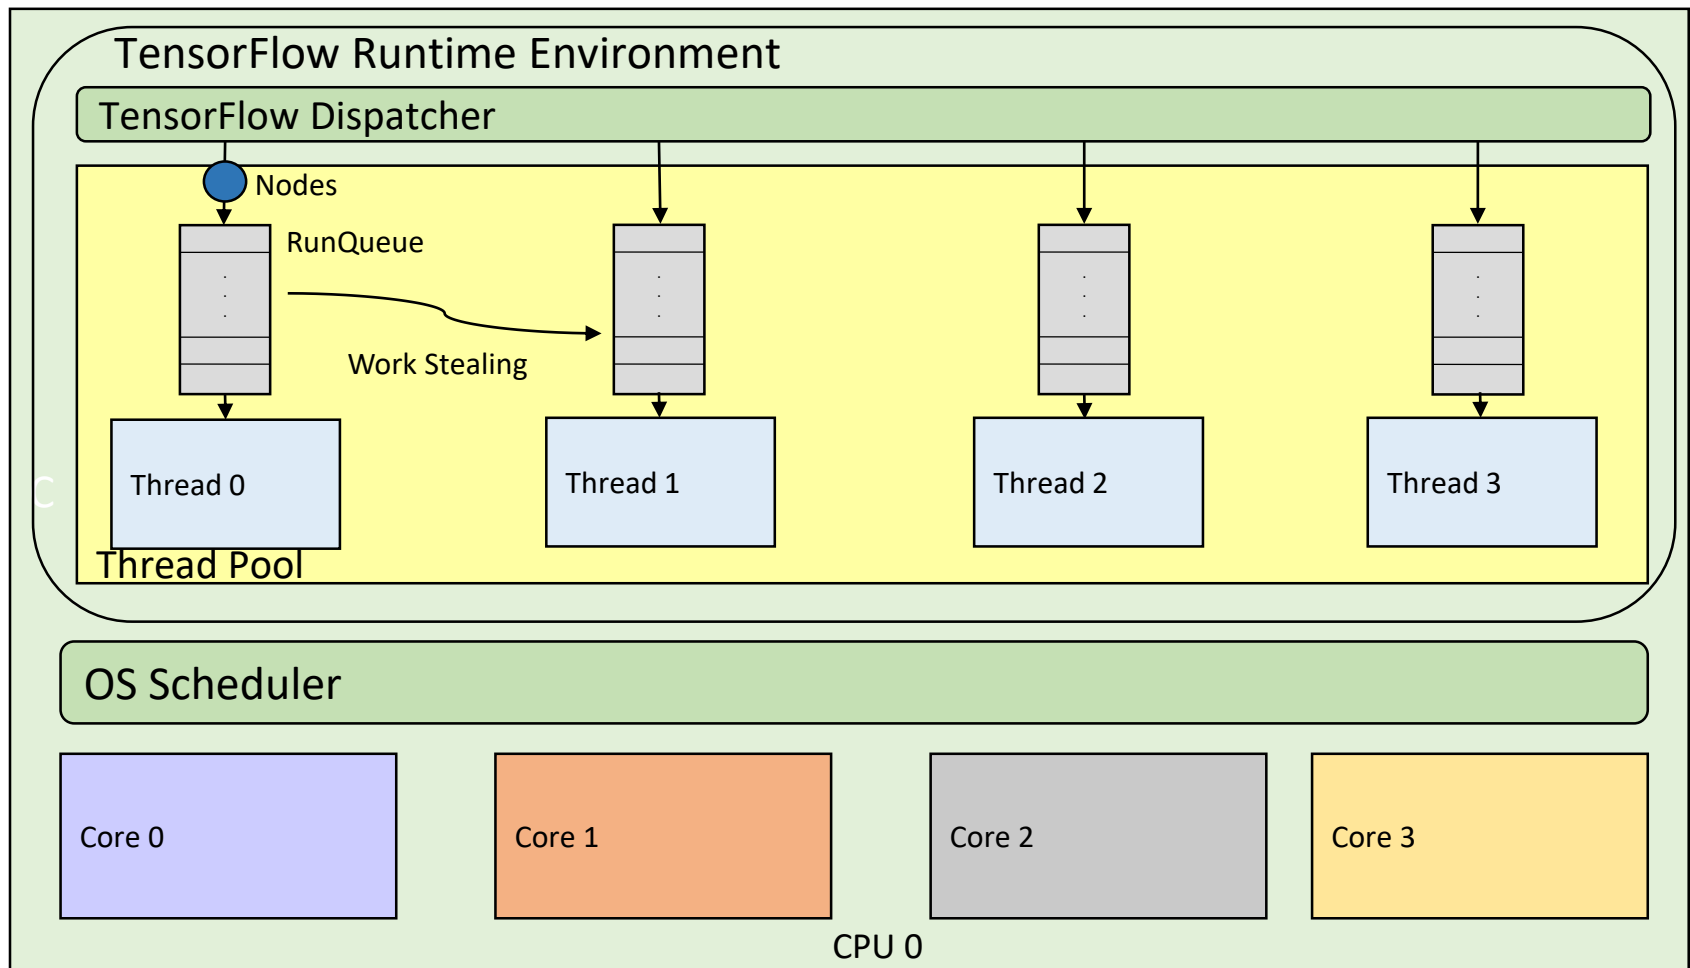 TensorFlow Runtime Environment
TensorFlow Dispatcher
Nodes
RunQueue
Work Stealing
Thread 0
Thread 1
Thread 2
Thread 3
C
Thread Pool
OS Scheduler
Core 0
Core 1
Core 2
Core 3
CPU 0